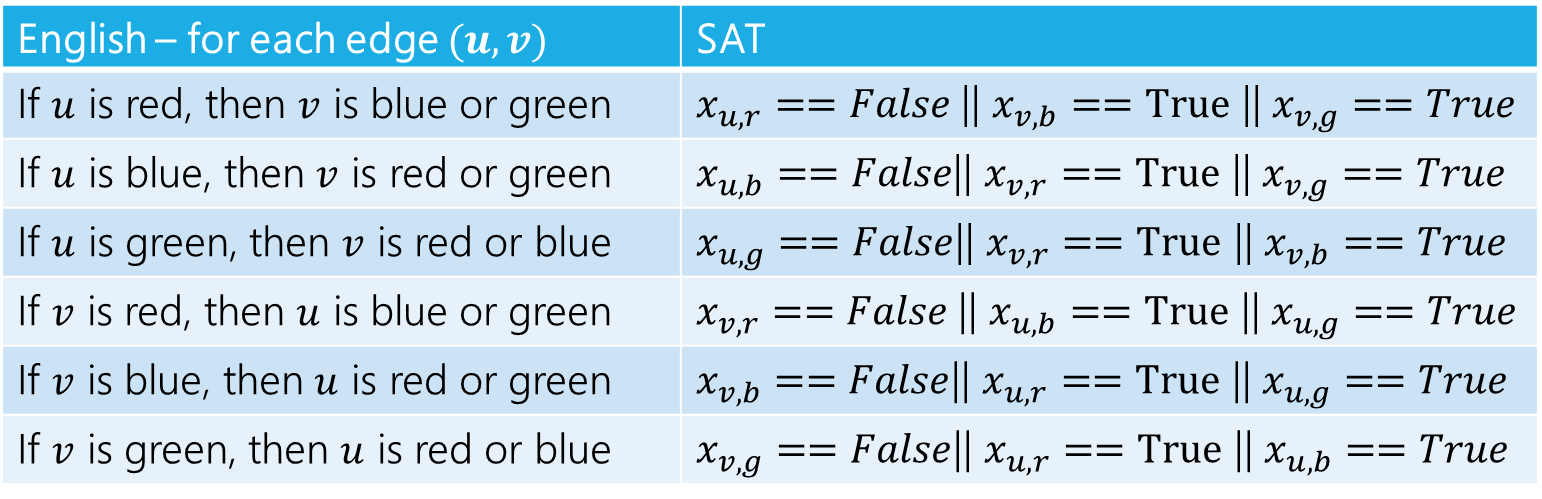 English – for each edge (u, v) SAT
If u is red, then v is blue or green x_{u,r} == False || x_{v,b} == True || x_{v,g} == True
If u is blue, then v is red or green x_{u,b} == False|| x_{v,r} == True || x_{v,g} == True
If u is green, then v is red or blue x_{u,g} == False|| x_{v,r} == True || x_{v,b} == True
If v is red, then u is blue or green x_{v,r} == False || x_{u,b} == True || x_{u,g} == True
If v is blue, then u is red or green x_{v,b} == False|| x_{u,r} == True || x_{u,g} == True
If v is green, then u is red or blue x_{v,g} == False|| x_{u,r} == True || x_{u,b} == True